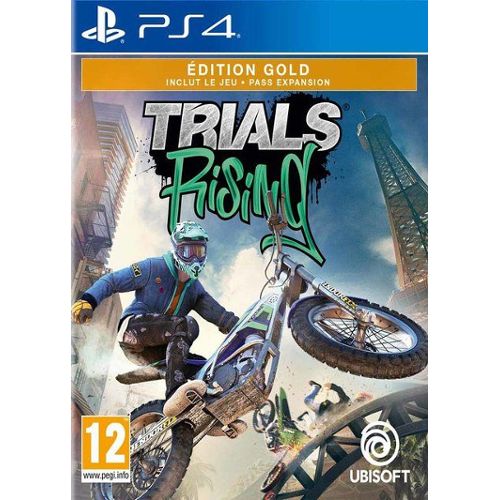 PS4
ÉDITION GOLD
INCLUT LE JEU • PASS EXPANSION
TRIALS®
Rising
12
www.pegi.info
UBISOFT